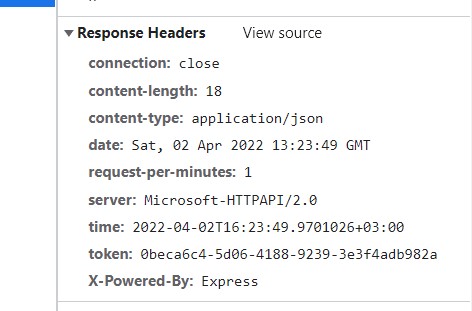 Response Headers View source
connection: close
content-length: 18
content-type: application/json
date: Sat, 02 Apr 2022 13:23:49 GMT
request-per-minutes: 1
server: Microsoft-HTTPAPI/2.0
time: 2022-04-02T16:23:49.9701026+03:00
token: 0beca6c4-5d06-4188-9239-3e3f4adb982a
X-Powered-By: Express